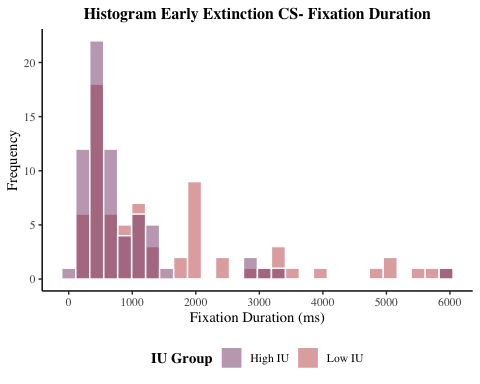 Histogram Early Extinction CS- Fixation Duration
Frequency
20
15
10
5
0
0 1000 2000 3000 4000 5000 6000
Fixation Duration (ms)
IU Group High IU Low IU